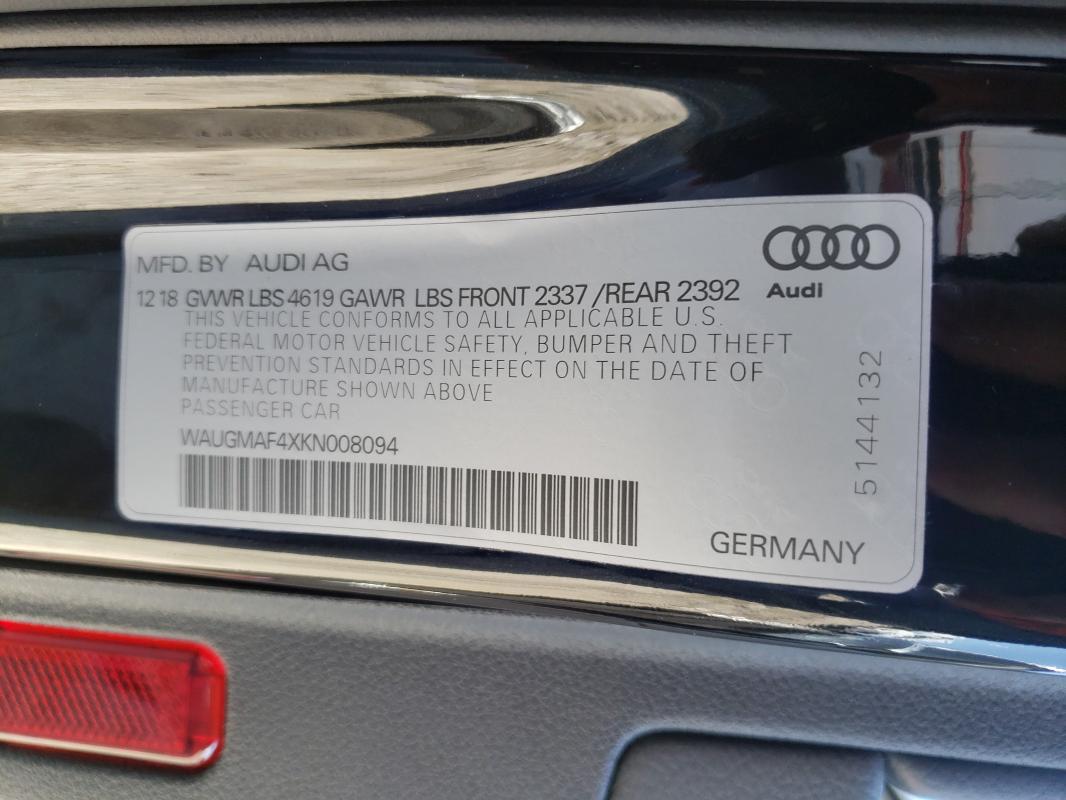 MFD. BY AUDI AG
12 18 GVWR LBS 4619 GAWR LBS FRONT 2337 /REAR 2392
THIS VEHICLE CONFORMS TO ALL APPLICABLE U.S.
FEDERAL MOTOR VEHICLE SAFETY, BUMPER AND THEFT
PREVENTION STANDARDS IN EFFECT ON THE DATE OF
MANUFACTURE SHOWN ABOVE
PASSENGER CAR
WAUGMAF4XKN008094
Audi
5144132
GERMANY